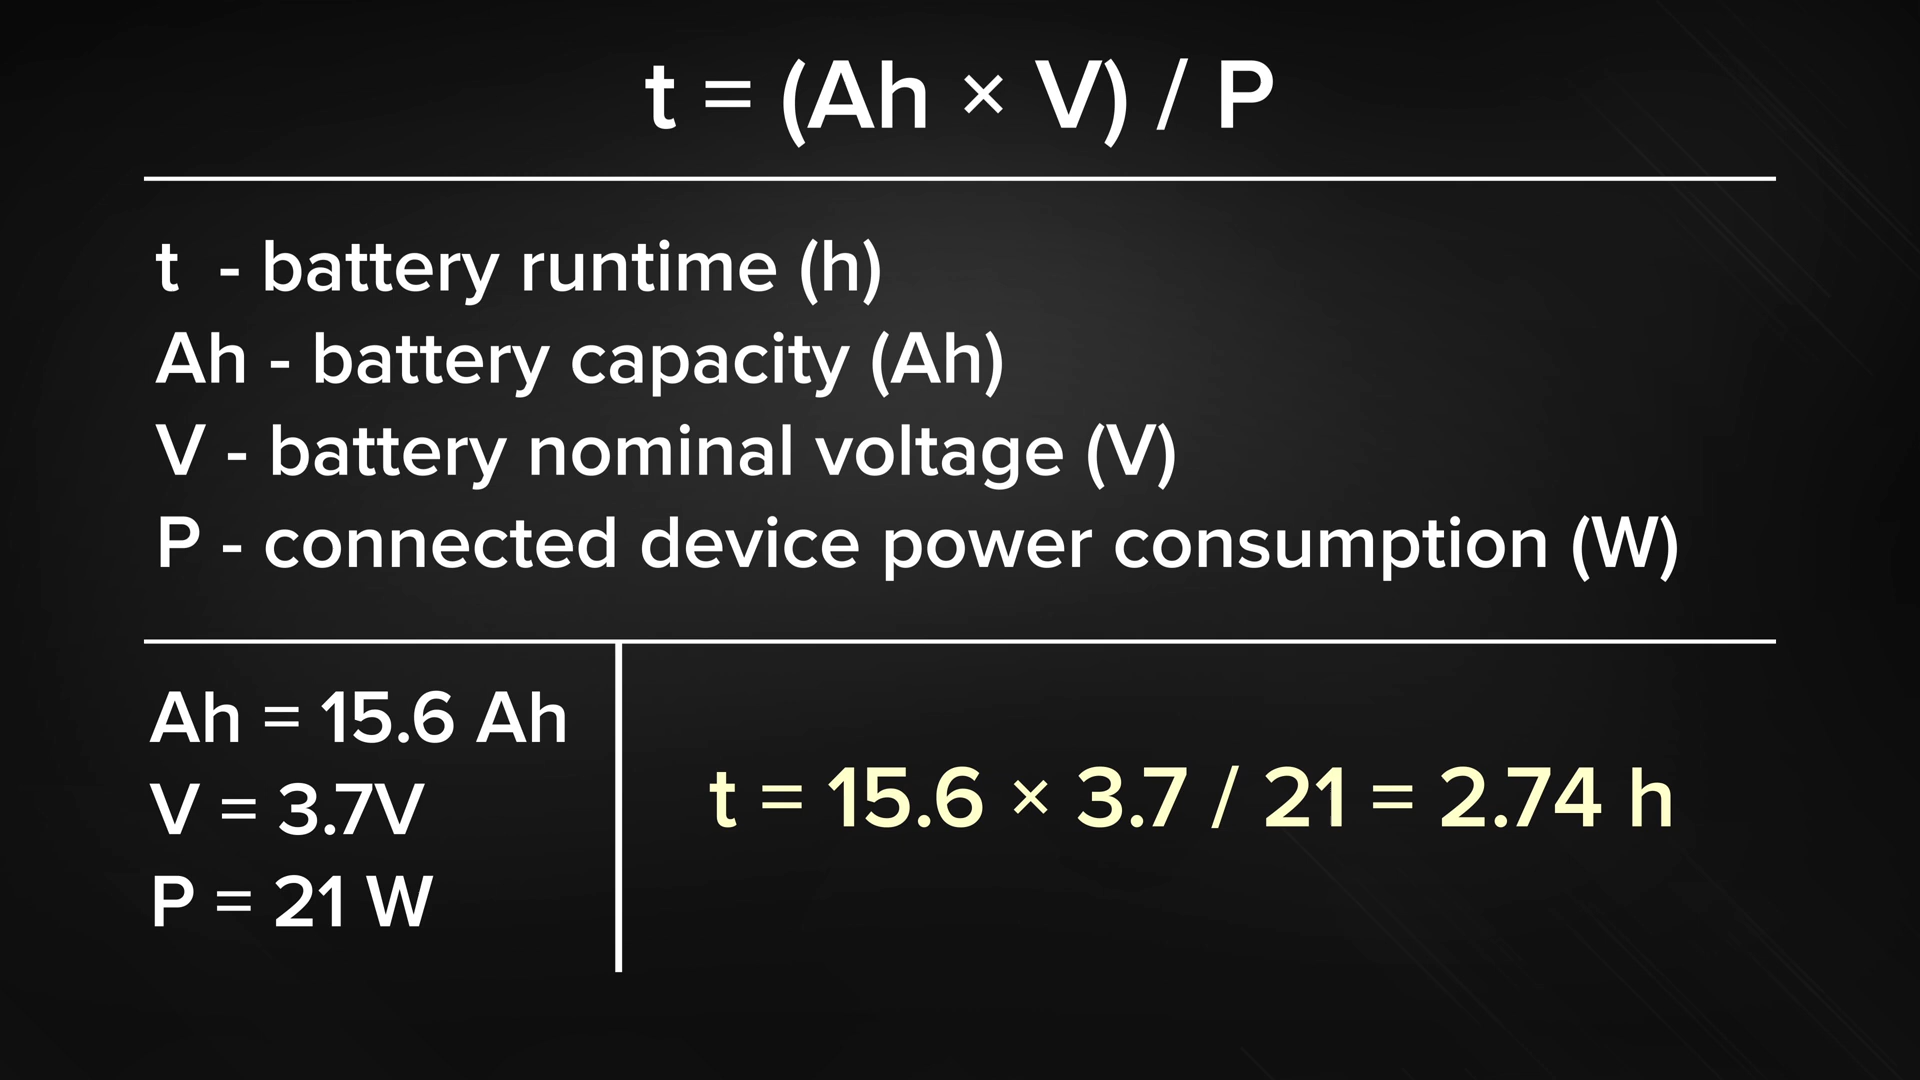 t = (Ah × V) / P
t - battery runtime (h)
Ah - battery capacity (Ah)
V - battery nominal voltage (V)
P - connected device power consumption (W)
Ah = 15.6 Ah
V = 3.7V
P = 21 W
t = 15.6 × 3.7 / 21 = 2.74 h